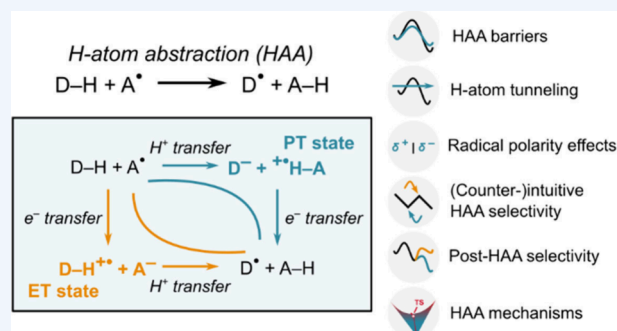 H-atom abstraction (HAA)
D–H + A• ⟶ D• + A–H
H⁺ transfer
PT state
D–H + A• → D⁻ + ⁺•H–A
e⁻ transfer
e⁻ transfer
D–H⁺• + A⁻ → D• + A–H
ET state
H⁺ transfer
HAA barriers
H-atom tunneling
δ⁺ | δ⁻
Radical polarity effects
(Counter-)intuitive
HAA selectivity
Post-HAA selectivity
TS
HAA mechanisms